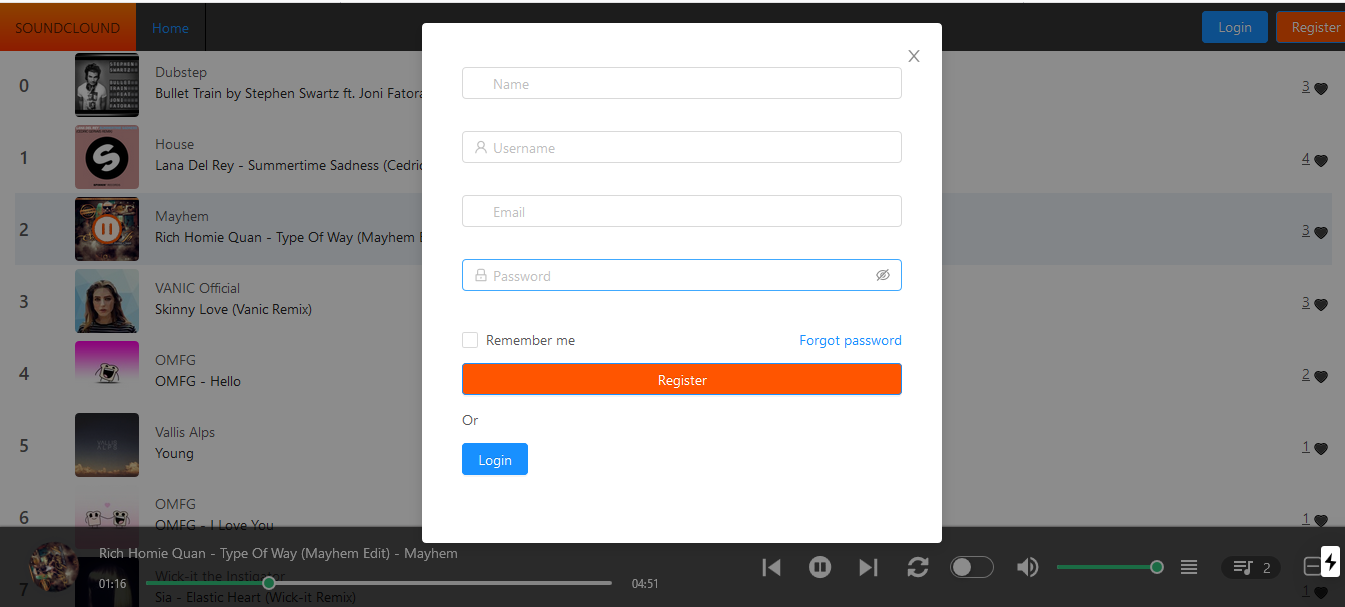 SOUNDCLOUND Home Login Register
0 Dubstep
Bullet Train by Stephen Swartz ft. Joni Fatora 3
1 House
Lana Del Rey - Summertime Sadness (Cedric 4
2 Mayhem
Rich Homie Quan - Type Of Way (Mayhem E 3
3 VANIC Official
Skinny Love (Vanic Remix) 3
4 OMFG
OMFG - Hello 2
5 Vallis Alps
Young 1
6 OMFG
OMFG - I Love You 1
7 Wick-it the Instigator
Sia - Elastic Heart (Wick-it Remix) 1
Name
Username
Email
Password
Remember me Forgot password
Register
Or
Login
Rich Homie Quan - Type Of Way (Mayhem Edit) - Mayhem
01:16 04:51 2